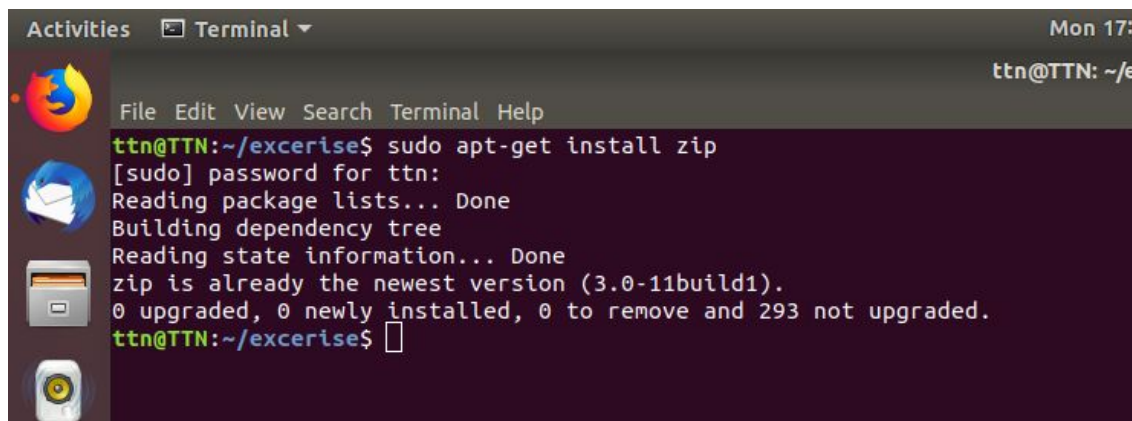 Activities Terminal Mon 17:
ttn@TTN: ~/e
File Edit View Search Terminal Help
ttn@TTN:~/excerise$ sudo apt-get install zip
[sudo] password for ttn:
Reading package lists... Done
Building dependency tree
Reading state information... Done
zip is already the newest version (3.0-11build1).
0 upgraded, 0 newly installed, 0 to remove and 293 not upgraded.
ttn@TTN:~/excerise$